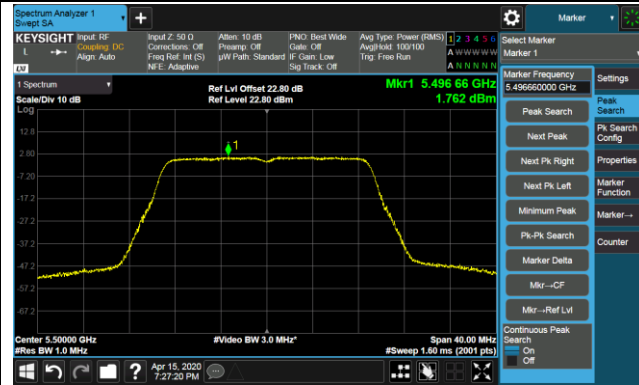 Spectrum Analyzer 1
Swept SA
+
Marker
KEYSIGHT
L
Input: RF
Coupling: DC
Align: Auto
Input Z: 50 Ω
Corrections: Off
Freq Ref: Int (S)
NFE: Adaptive
Atten: 10 dB
Preamp: Off
µW Path: Standard
PNO: Best Wide
Gate: Off
IF Gain: Low
Sig Track: Off
Avg Type: Power (RMS)
Avg|Hold: 100/100
Trig: Free Run
1 2 3 4 5 6
A W W W W W
A N N N N N
Select Marker
Marker 1
1 Spectrum
Scale/Div 10 dB
Log
Ref Lvl Offset 22.80 dB
Ref Level 22.80 dBm
Mkr1 5.496 66 GHz
1.762 dBm
12.8
2.80
-7.20
-17.2
-27.2
-37.2
-47.2
-57.2
-67.2
1
Center 5.50000 GHz
#Res BW 1.0 MHz
#Video BW 3.0 MHz*
Span 40.00 MHz
#Sweep 1.60 ms (2001 pts)
Marker Frequency
5.496660000 GHz
Peak Search
Next Peak
Next Pk Right
Next Pk Left
Minimum Peak
Pk-Pk Search
Marker Delta
Mkr→CF
Mkr→Ref Lvl
Continuous Peak
Search
On
Off
Settings
Peak
Search
Pk Search
Config
Properties
Marker
Function
Marker→
Counter
?
Apr 15, 2020
7:27:20 PM